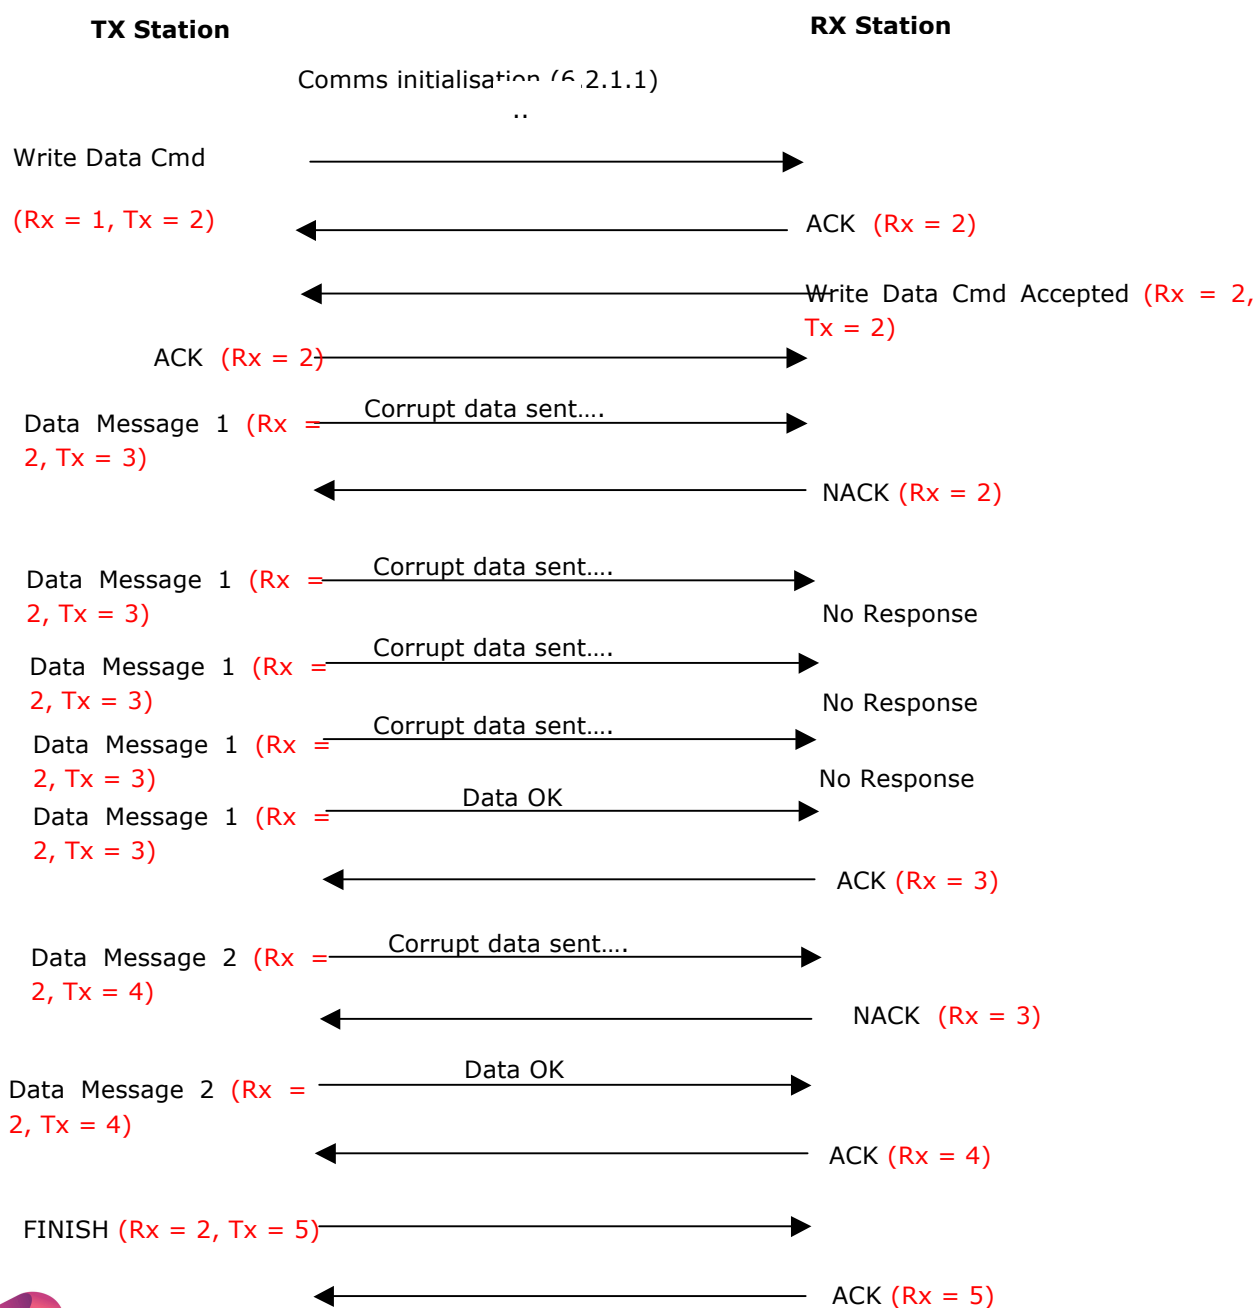 TX Station
RX Station
Comms initialisation (6.2.1.1)
..
Write Data Cmd
(Rx = 1, Tx = 2)
ACK (Rx = 2)
Write Data Cmd Accepted (Rx = 2,
Tx = 2)
ACK (Rx = 2)
Data Message 1 (Rx =
2, Tx = 3)
Corrupt data sent....
NACK (Rx = 2)
Data Message 1 (Rx =
2, Tx = 3)
Corrupt data sent....
No Response
Data Message 1 (Rx =
2, Tx = 3)
Corrupt data sent....
No Response
Data Message 1 (Rx =
2, Tx = 3)
Corrupt data sent....
No Response
Data Message 1 (Rx =
2, Tx = 3)
Data OK
ACK (Rx = 3)
Data Message 2 (Rx =
2, Tx = 4)
Corrupt data sent....
NACK (Rx = 3)
Data Message 2 (Rx =
2, Tx = 4)
Data OK
ACK (Rx = 4)
FINISH (Rx = 2, Tx = 5)
ACK (Rx = 5)